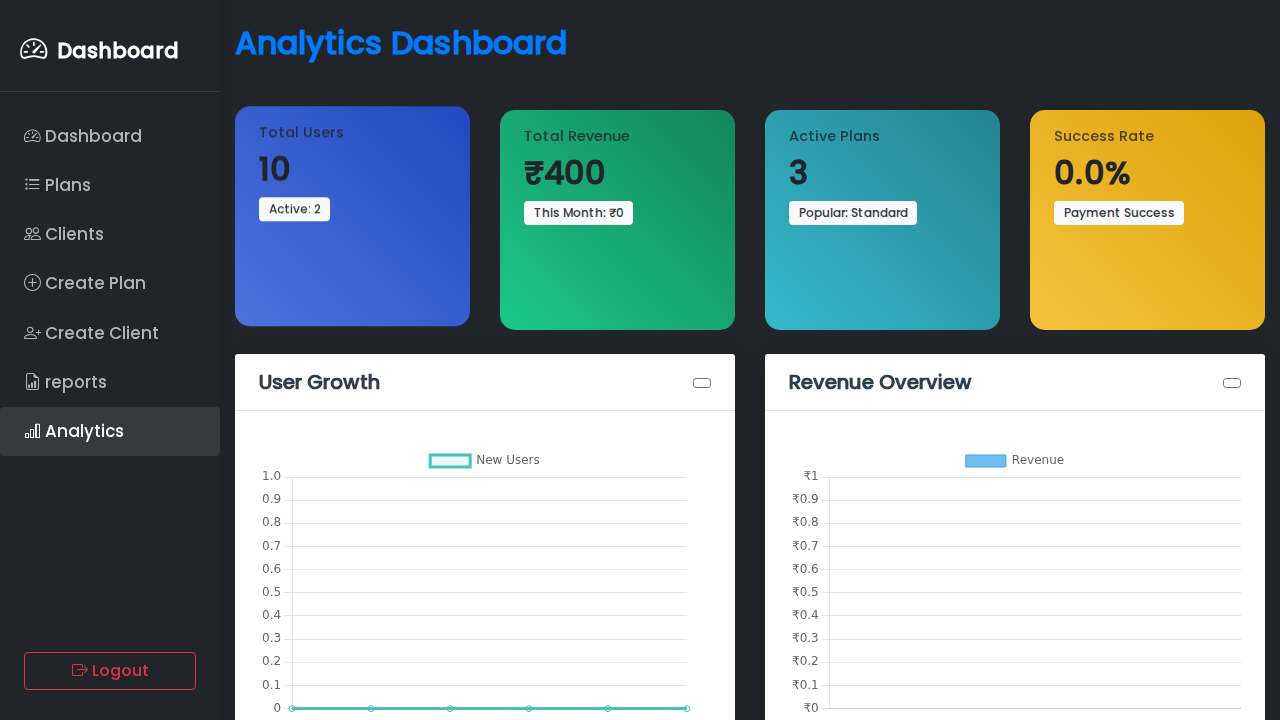 Dashboard
Dashboard
Plans
Clients
Create Plan
Create Client
reports
Analytics
Logout
Analytics Dashboard
Total Users
10
Active: 2
Total Revenue
₹400
This Month: ₹0
Active Plans
3
Popular: Standard
Success Rate
0.0%
Payment Success
User Growth
New Users
1.0
0.9
0.8
0.7
0.6
0.5
0.4
0.3
0.2
0.1
0
Revenue Overview
Revenue
₹1
₹0.9
₹0.8
₹0.7
₹0.6
₹0.5
₹0.4
₹0.3
₹0.2
₹0.1
₹0